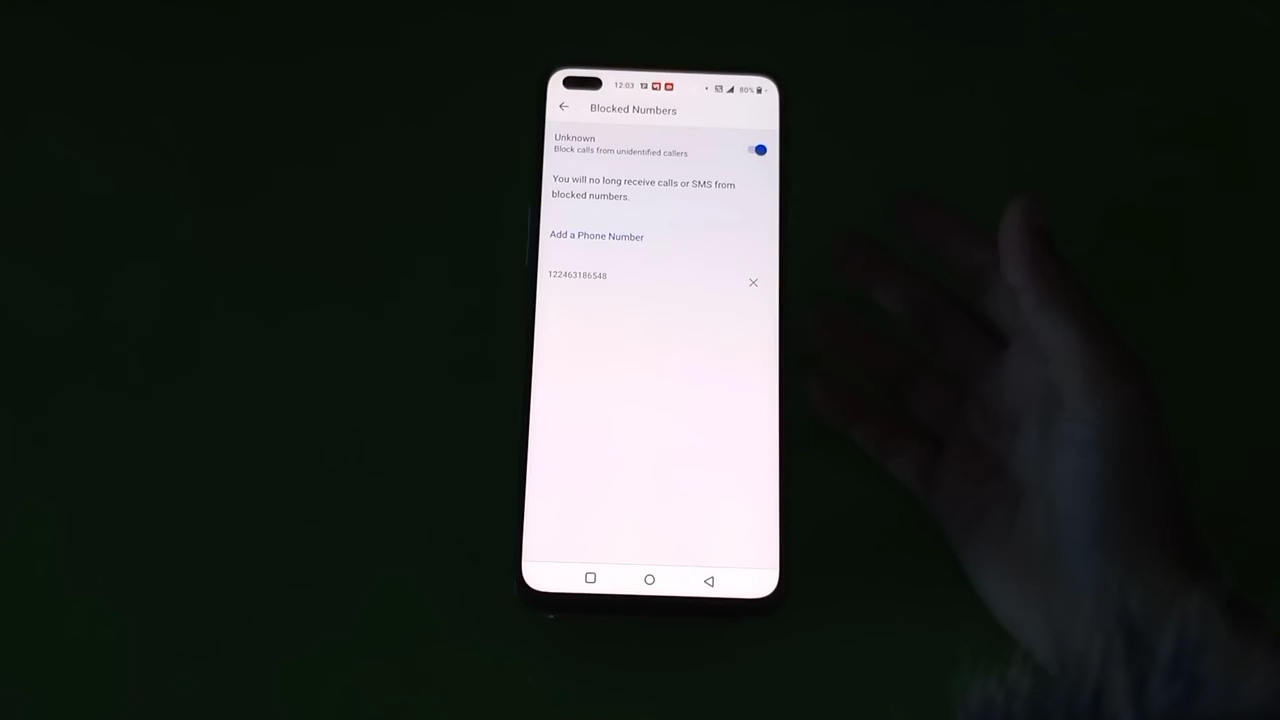 12.03 80%
Blocked Numbers
Unknown
Block calls from unidentified callers
You will no long receive calls or SMS from
blocked numbers.
Add a Phone Number
122463186548